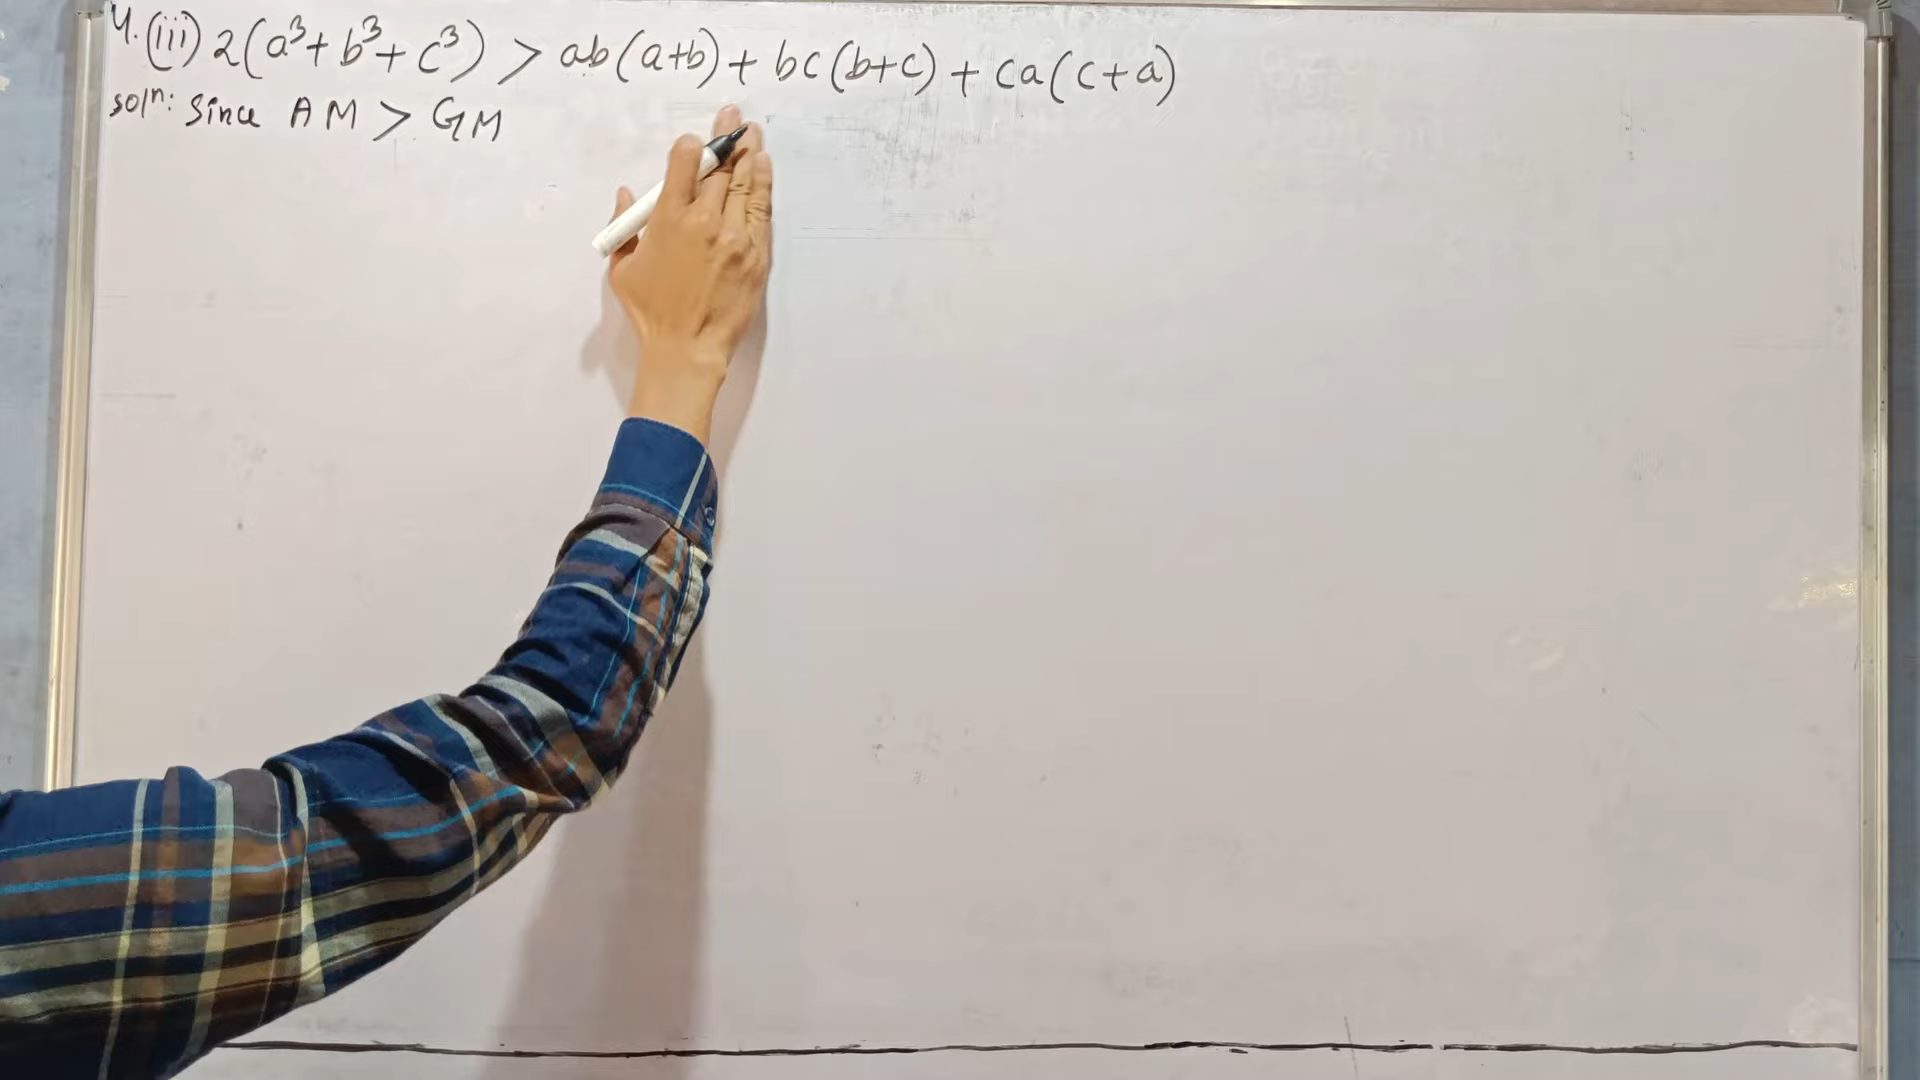 4. (iii) 2(a³+b³+c³) > ab(a+b) + bc(b+c) + ca(c+a)
solⁿ: Since AM > GM